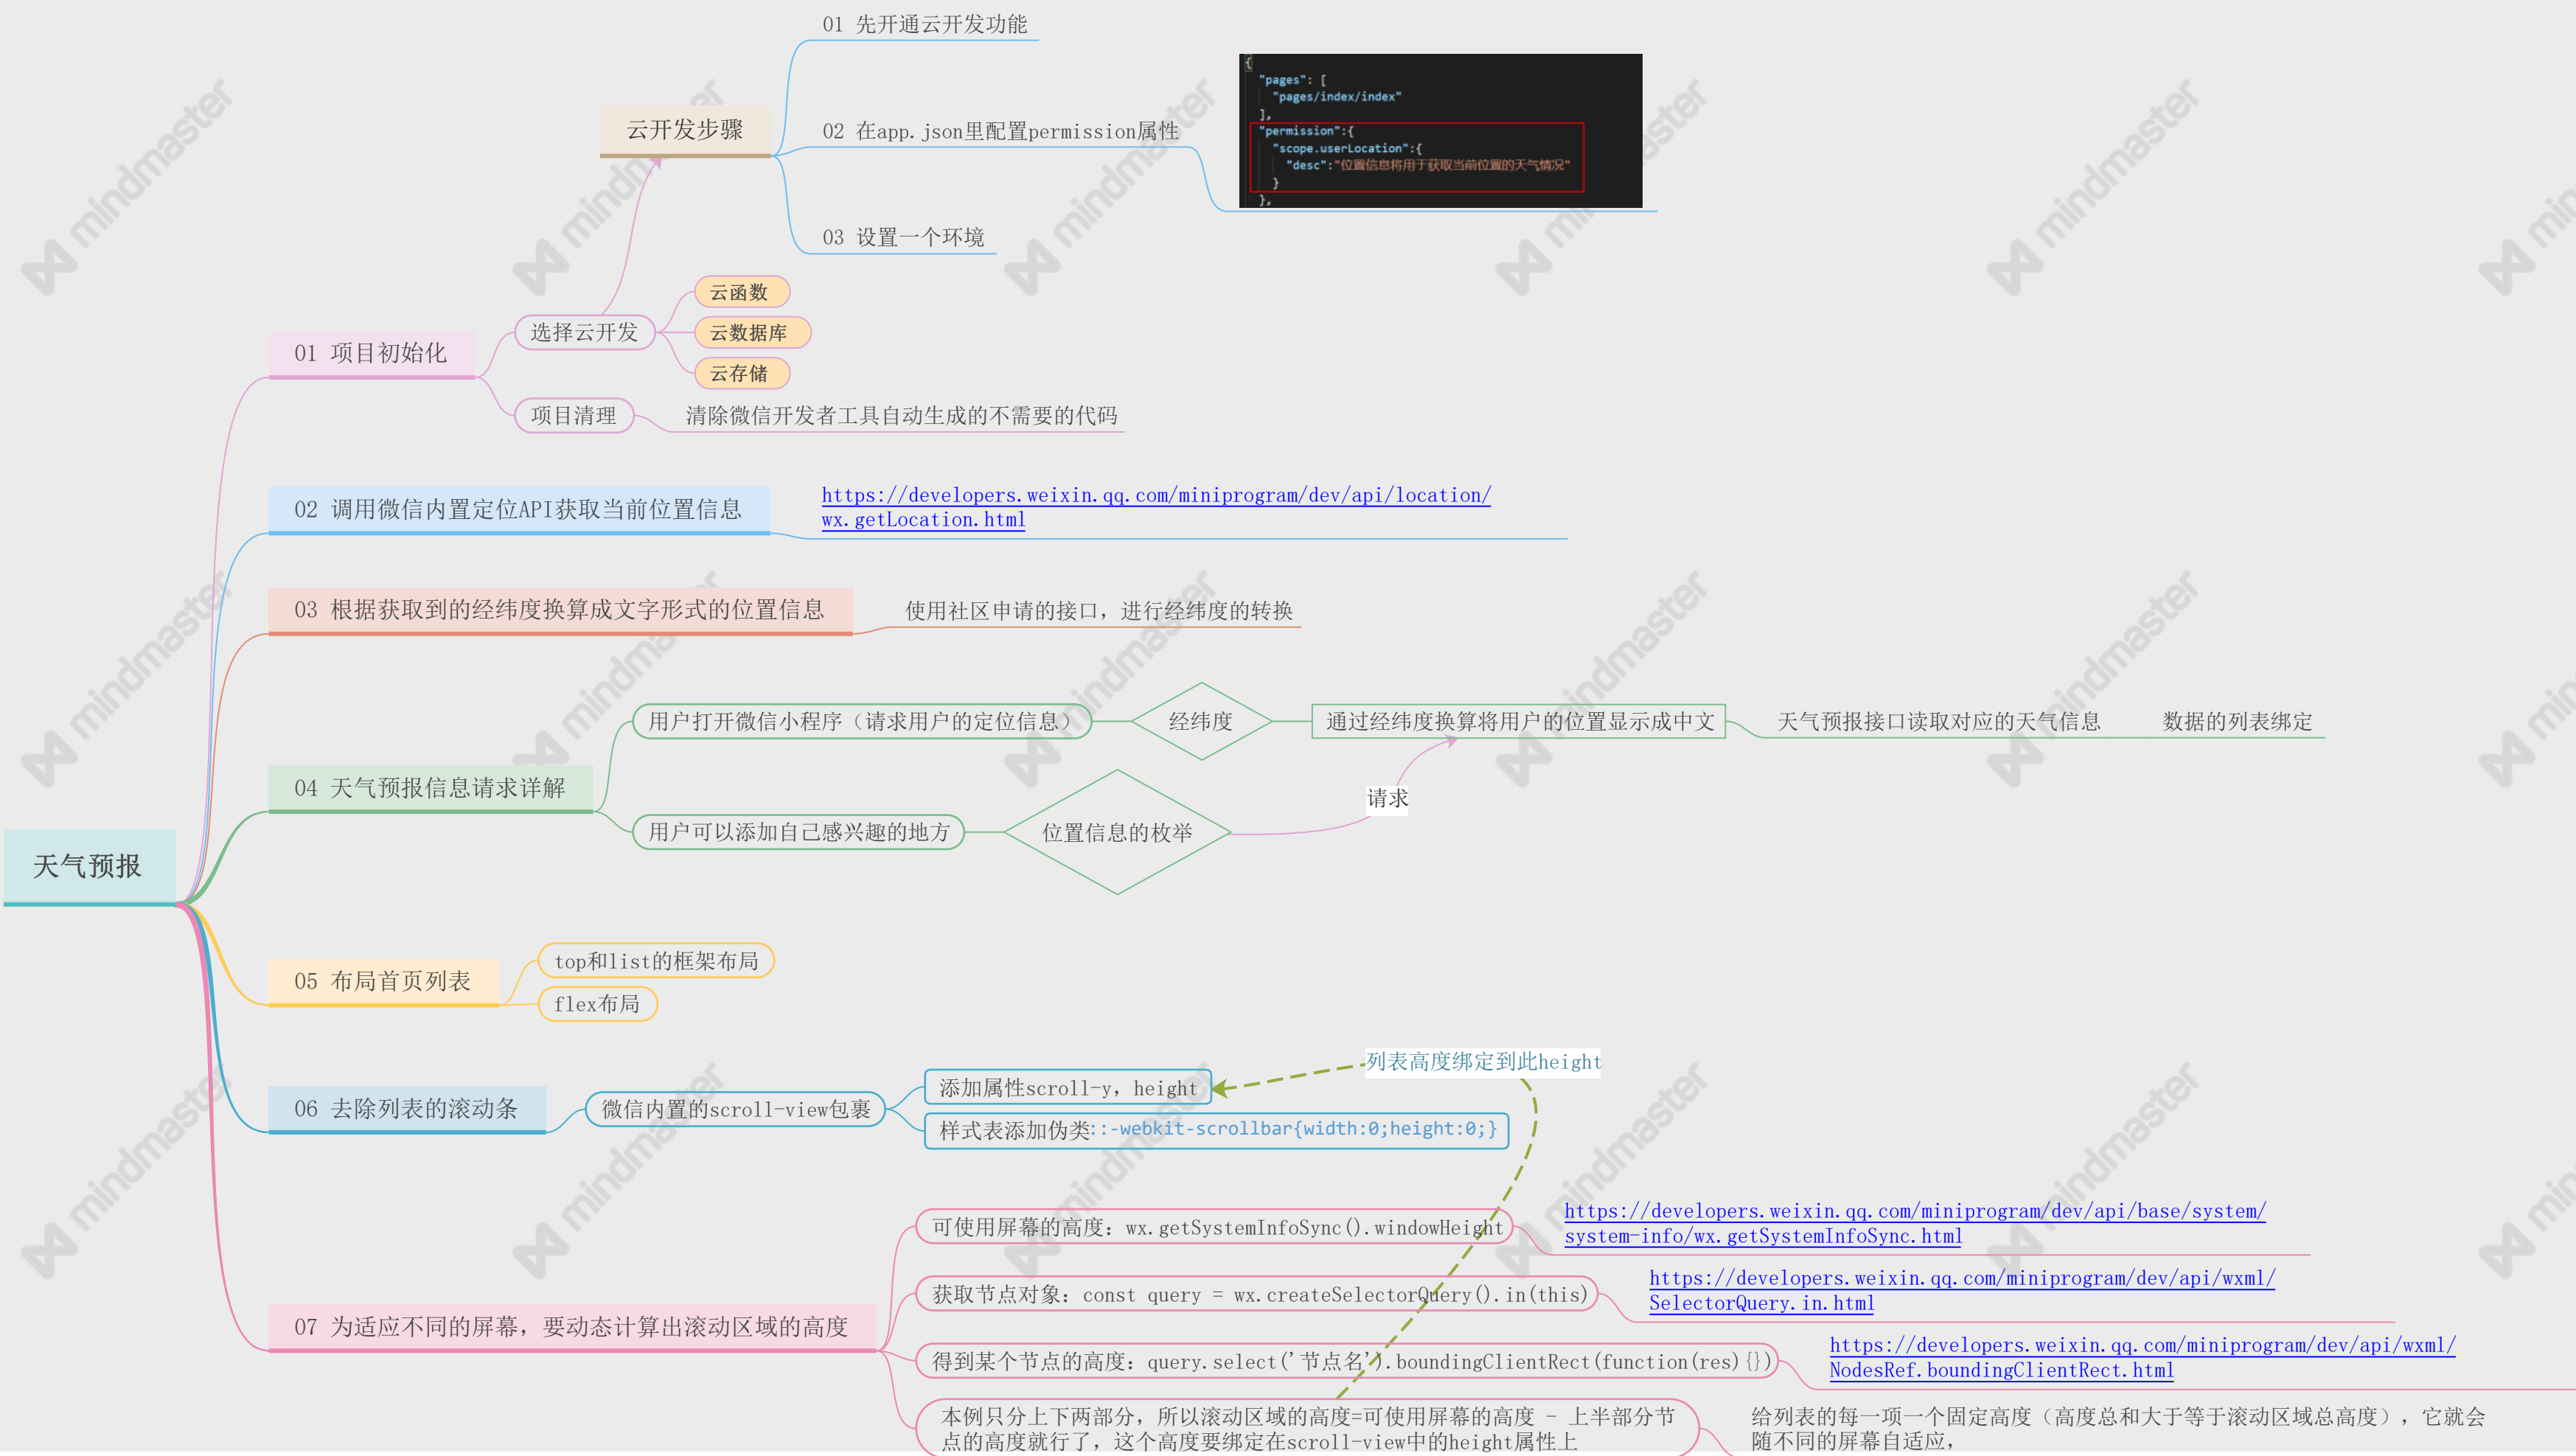 01 先开通云开发功能
云开发步骤
02 在app.json里配置permission属性
{
"pages": [
"pages/index/index"
],
"permission":{
"scope.userLocation":{
"desc":"位置信息将用于获取当前位置的天气情况"
}
},
03 设置一个环境
01 项目初始化
选择云开发
云函数
云数据库
云存储
项目清理
清除微信开发者工具自动生成的不需要的代码
02 调用微信内置定位API获取当前位置信息
https://developers.weixin.qq.com/miniprogram/dev/api/location/
wx.getLocation.html
03 根据获取到的经纬度换算成文字形式的位置信息
使用社区申请的接口，进行经纬度的转换
天气预报
04 天气预报信息请求详解
用户打开微信小程序（请求用户的定位信息）
经纬度
通过经纬度换算将用户的位置显示成中文
天气预报接口读取对应的天气信息
数据的列表绑定
用户可以添加自己感兴趣的地方
位置信息的枚举
请求
05 布局首页列表
top和list的框架布局
flex布局
06 去除列表的滚动条
微信内置的scroll-view包裹
添加属性scroll-y，height
列表高度绑定到此height
样式表添加伪类::-webkit-scrollbar{width:0;height:0;}
07 为适应不同的屏幕，要动态计算出滚动区域的高度
可使用屏幕的高度：wx.getSystemInfoSync().windowHeight
https://developers.weixin.qq.com/miniprogram/dev/api/base/system/
system-info/wx.getSystemInfoSync.html
获取节点对象：const query = wx.createSelectorQuery().in(this)
https://developers.weixin.qq.com/miniprogram/dev/api/wxml/
SelectorQuery.in.html
得到某个节点的高度：query.select('节点名').boundingClientRect(function(res){})
https://developers.weixin.qq.com/miniprogram/dev/api/wxml/
NodesRef.boundingClientRect.html
本例只分上下两部分，所以滚动区域的高度=可使用屏幕的高度 - 上半部分节
点的高度就行了，这个高度要绑定在scroll-view中的height属性上
给列表的每一项一个固定高度（高度总和大于等于滚动区域总高度），它就会
随不同的屏幕自适应，
mindmaster
mindmaster
mindmaster
mindmaster
mindmaster
mindmaster
mindmaster
mindmaster
mindmaster
mindmaster
mindmaster
mindmaster
mindmaster
mindmaster